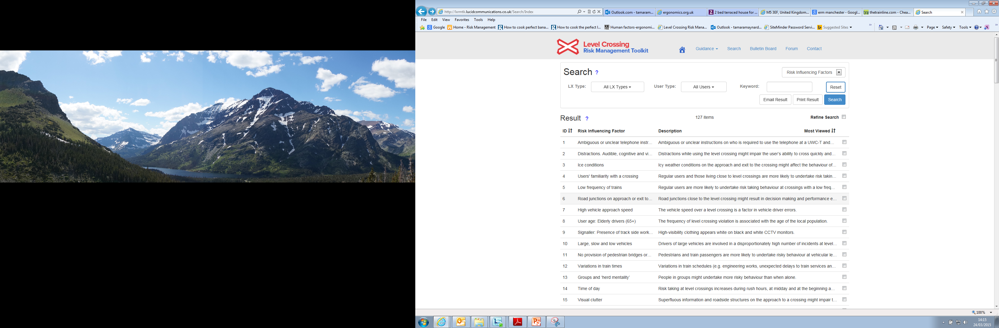 http://lxrmtk.lucidcommunications.co.uk/Search/Index
Outlook.com - tamaram...
ergonomics.org.uk
2 bed terraced house for ...
M5 3EF, United Kingdom...
erm manchester - Googl...
thetrainline.com - Chea...
Search
File Edit View Favorites Tools Help
Google
Home - Risk Management
How to cook perfect bana...
How to cook the perfect l...
Human factors-ergonomi...
Level Crossing Risk Mana...
Outlook - tamaramaynard...
SiteMinder Password Servi...
Suggested Sites
Page Safety Tools
Level Crossing
Risk Management Toolkit
Guidance Search Bulletin Board Forum Contact
Search ?
Risk Influencing Factors
LX Type: All LX Types User Type: All Users Keyword: Reset
Email Result Print Result Search
Result ? 127 items Refine Search
ID Risk Influencing Factor Description Most Viewed
1 Ambiguous or unclear telephone instr... Ambiguous or unclear instructions on who is required to use the telephone at a UWC-T and...
2 Distractions. Audible, cognitive and vi... Distractions while using the level crossing might impair the user's ability to cross quickly and...
3 Ice conditions Icy weather conditions on the approach and exit to the crossing might affect the behaviour of...
4 Users' familiarity with a crossing Regular users and those living close to level crossings are more likely to undertake risk takin...
5 Low frequency of trains Regular users are more likely to undertake risk taking behaviour at crossings with a low freq...
6 Road junctions on approach or exit to... Road junctions close to the level crossing might result in decision making and performance e...
7 High vehicle approach speed The vehicle speed over a level crossing is a factor in vehicle driver errors.
8 User age: Elderly drivers (65+) The frequency of level crossing violation is associated with the age of the local population.
9 Signaller: Presence of track side work... High-visibility clothing appears white on black and white CCTV monitors.
10 Large, slow and low vehicles Drivers of large vehicles are involved in a disproportionately high number of incidents at level...
11 No provision of pedestrian bridges or... Pedestrians and train passengers are more likely to undertake risky behaviour at vehicular le...
12 Variations in train times Variations in train schedules (e.g. engineering works, unexpected delays to train services an...
13 Groups and ‘herd mentality’ People in groups might undertake more risky behaviour than when alone.
14 Time of day Risk taking at level crossings increases during rush hours, at midday and at the beginning a...
15 Visual clutter Superfluous information and roadside structures on the approach to a crossing might impair t...
100%
14:15
24/03/2015